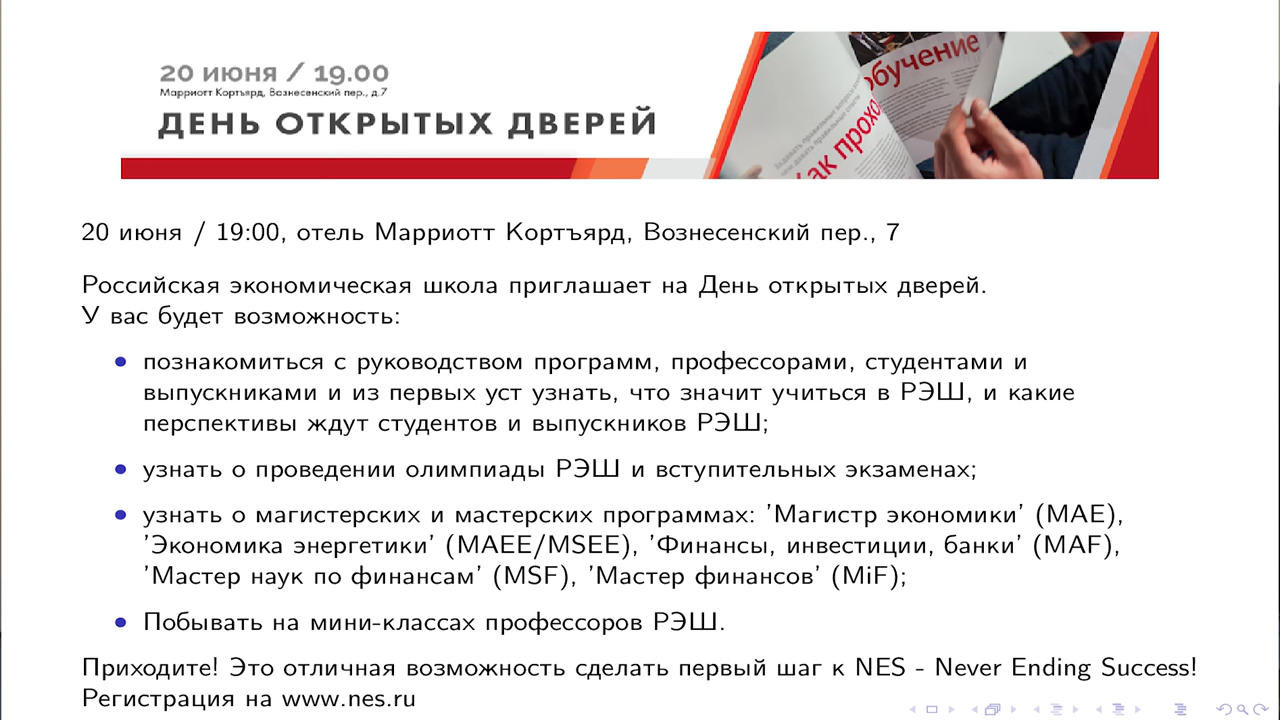 20 июня / 19.00
Марриотт Кортъярд, Вознесенский пер., д.7
ДЕНЬ ОТКРЫТЫХ ДВЕРЕЙ
обучение
Как прохо
20 июня / 19:00, отель Марриотт Кортъярд, Вознесенский пер., 7
Российская экономическая школа приглашает на День открытых дверей.
У вас будет возможность:
• познакомиться с руководством программ, профессорами, студентами и
выпускниками и из первых уст узнать, что значит учиться в РЭШ, и какие
перспективы ждут студентов и выпускников РЭШ;
• узнать о проведении олимпиады РЭШ и вступительных экзаменах;
• узнать о магистерских и мастерских программах: 'Магистр экономики' (MAE),
'Экономика энергетики' (MAEE/MSEE), 'Финансы, инвестиции, банки' (MAF),
'Мастер наук по финансам' (MSF), 'Мастер финансов' (MiF);
• Побывать на мини-классах профессоров РЭШ.
Приходите! Это отличная возможность сделать первый шаг к NES - Never Ending Success!
Регистрация на www.nes.ru